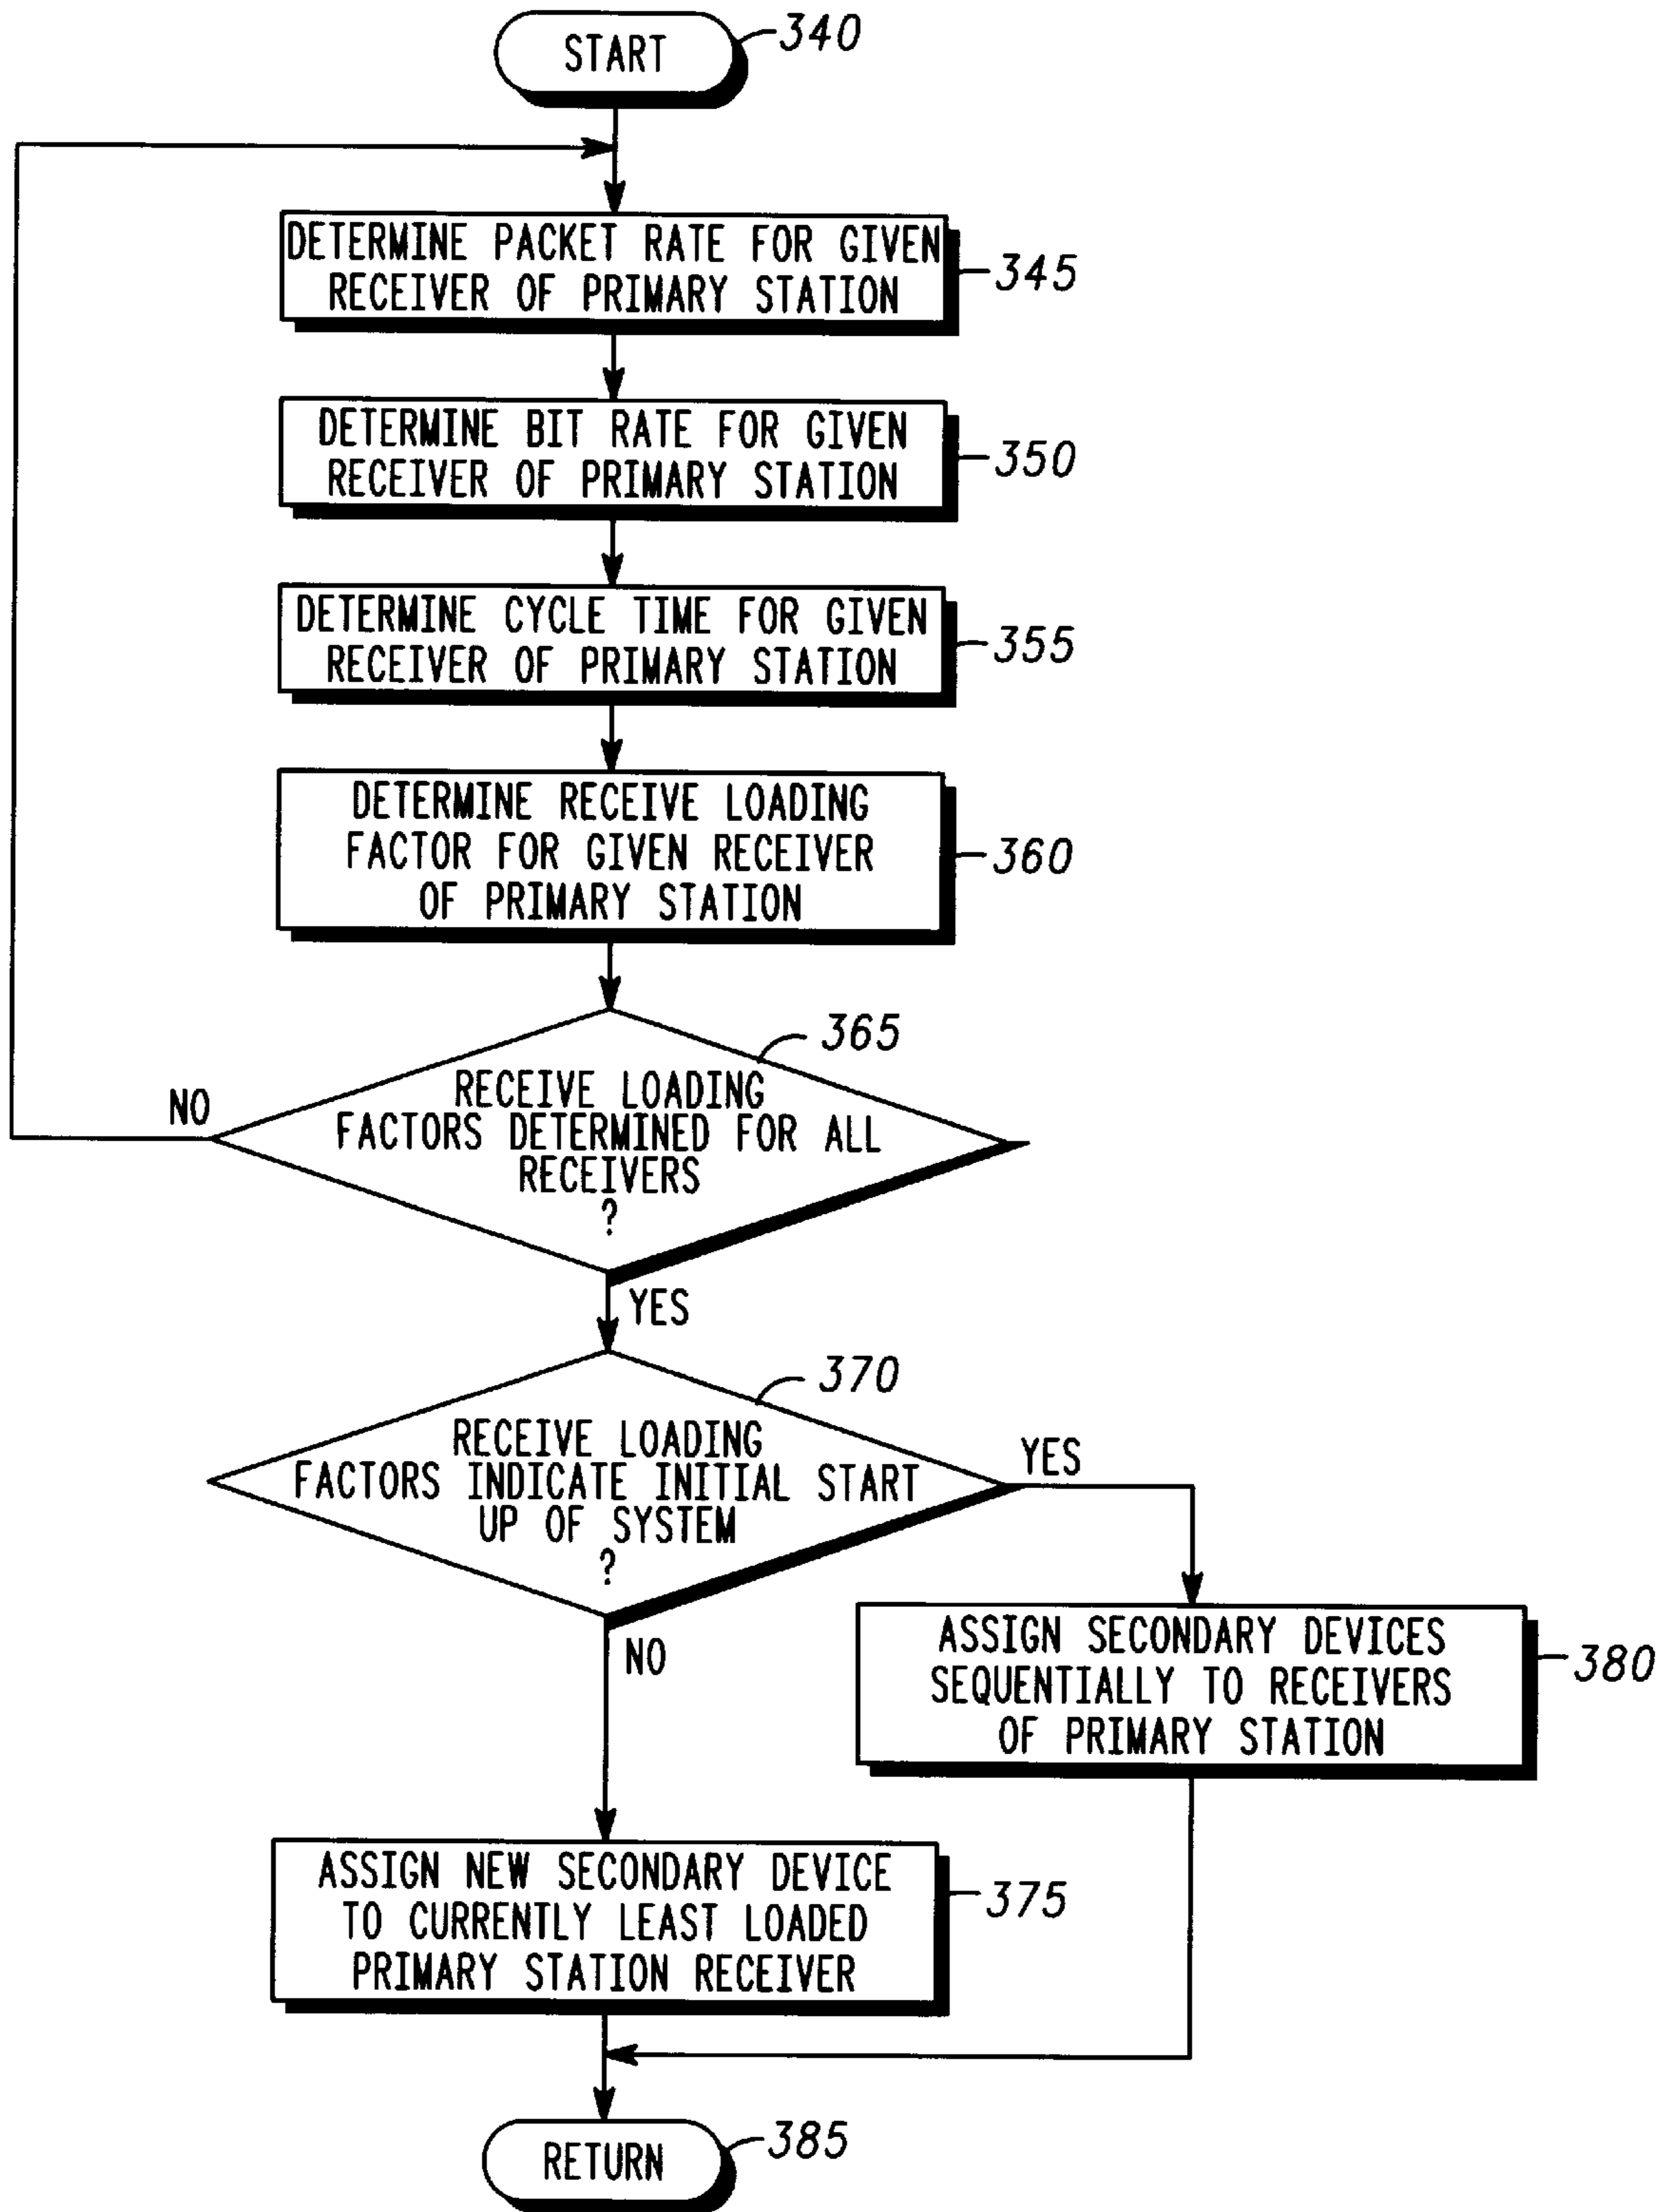 START
340
DETERMINE PACKET RATE FOR GIVEN
RECEIVER OF PRIMARY STATION
345
DETERMINE BIT RATE FOR GIVEN
RECEIVER OF PRIMARY STATION
350
DETERMINE CYCLE TIME FOR GIVEN
RECEIVER OF PRIMARY STATION
355
DETERMINE RECEIVE LOADING
FACTOR FOR GIVEN RECEIVER
OF PRIMARY STATION
360
365
RECEIVE LOADING
FACTORS DETERMINED FOR ALL
RECEIVERS
?
NO
YES
370
RECEIVE LOADING
FACTORS INDICATE INITIAL START
UP OF SYSTEM
?
YES
NO
ASSIGN SECONDARY DEVICES
SEQUENTIALLY TO RECEIVERS
OF PRIMARY STATION
380
ASSIGN NEW SECONDARY DEVICE
TO CURRENTLY LEAST LOADED
PRIMARY STATION RECEIVER
375
RETURN
385